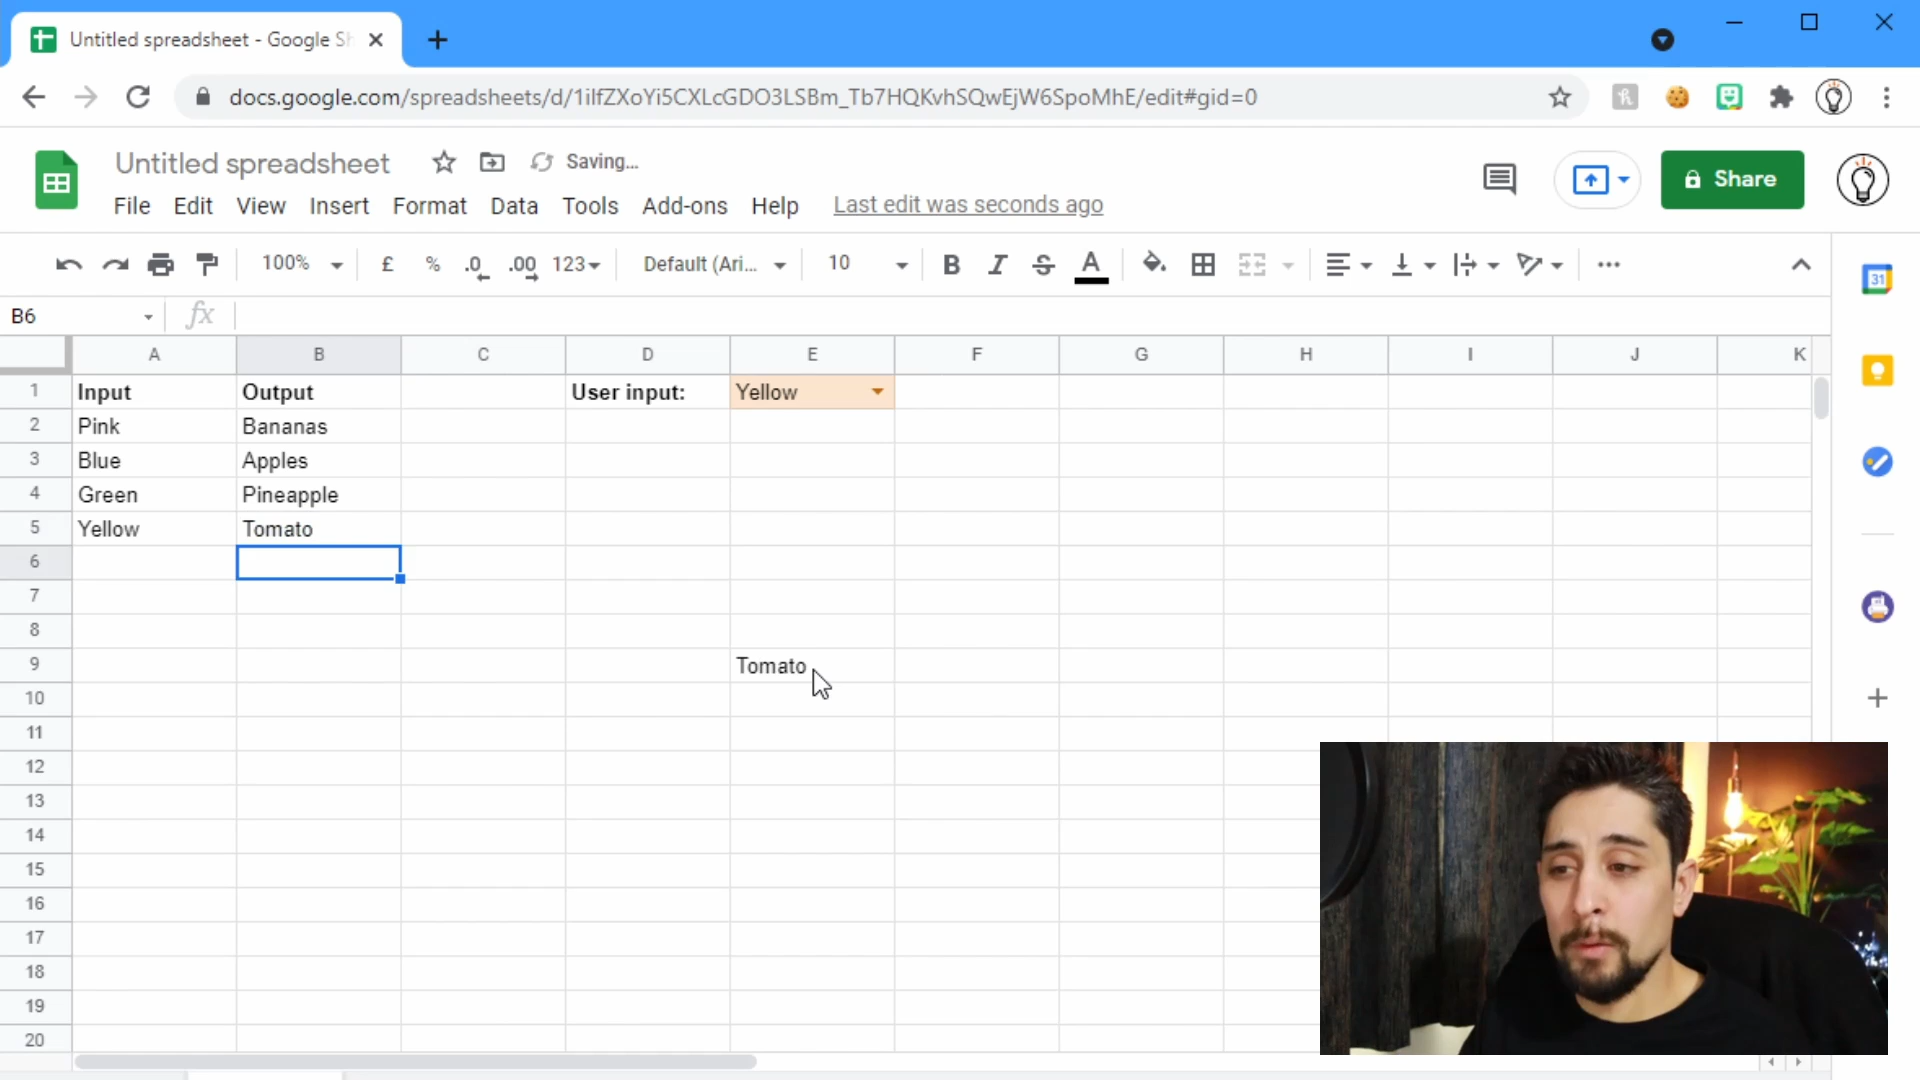 Untitled spreadsheet - Google Sh
docs.google.com/spreadsheets/d/1ilfZXoYi5CXLcGDO3LSBm_Tb7HQKvhSQwEjW6SpoMhE/edit#gid=0
Untitled spreadsheet Saving...
File Edit View Insert Format Data Tools Add-ons Help Last edit was seconds ago
Share
100% £ % .0 .00 123 Default (Ari... 10 B I S A
31
B6 fx
A B C D E F G H I J K
1 Input Output User input: Yellow
2 Pink Bananas
3 Blue Apples
4 Green Pineapple
5 Yellow Tomato
6
7
8
9 Tomato
10
11
12
13
14
15
16
17
18
19
20